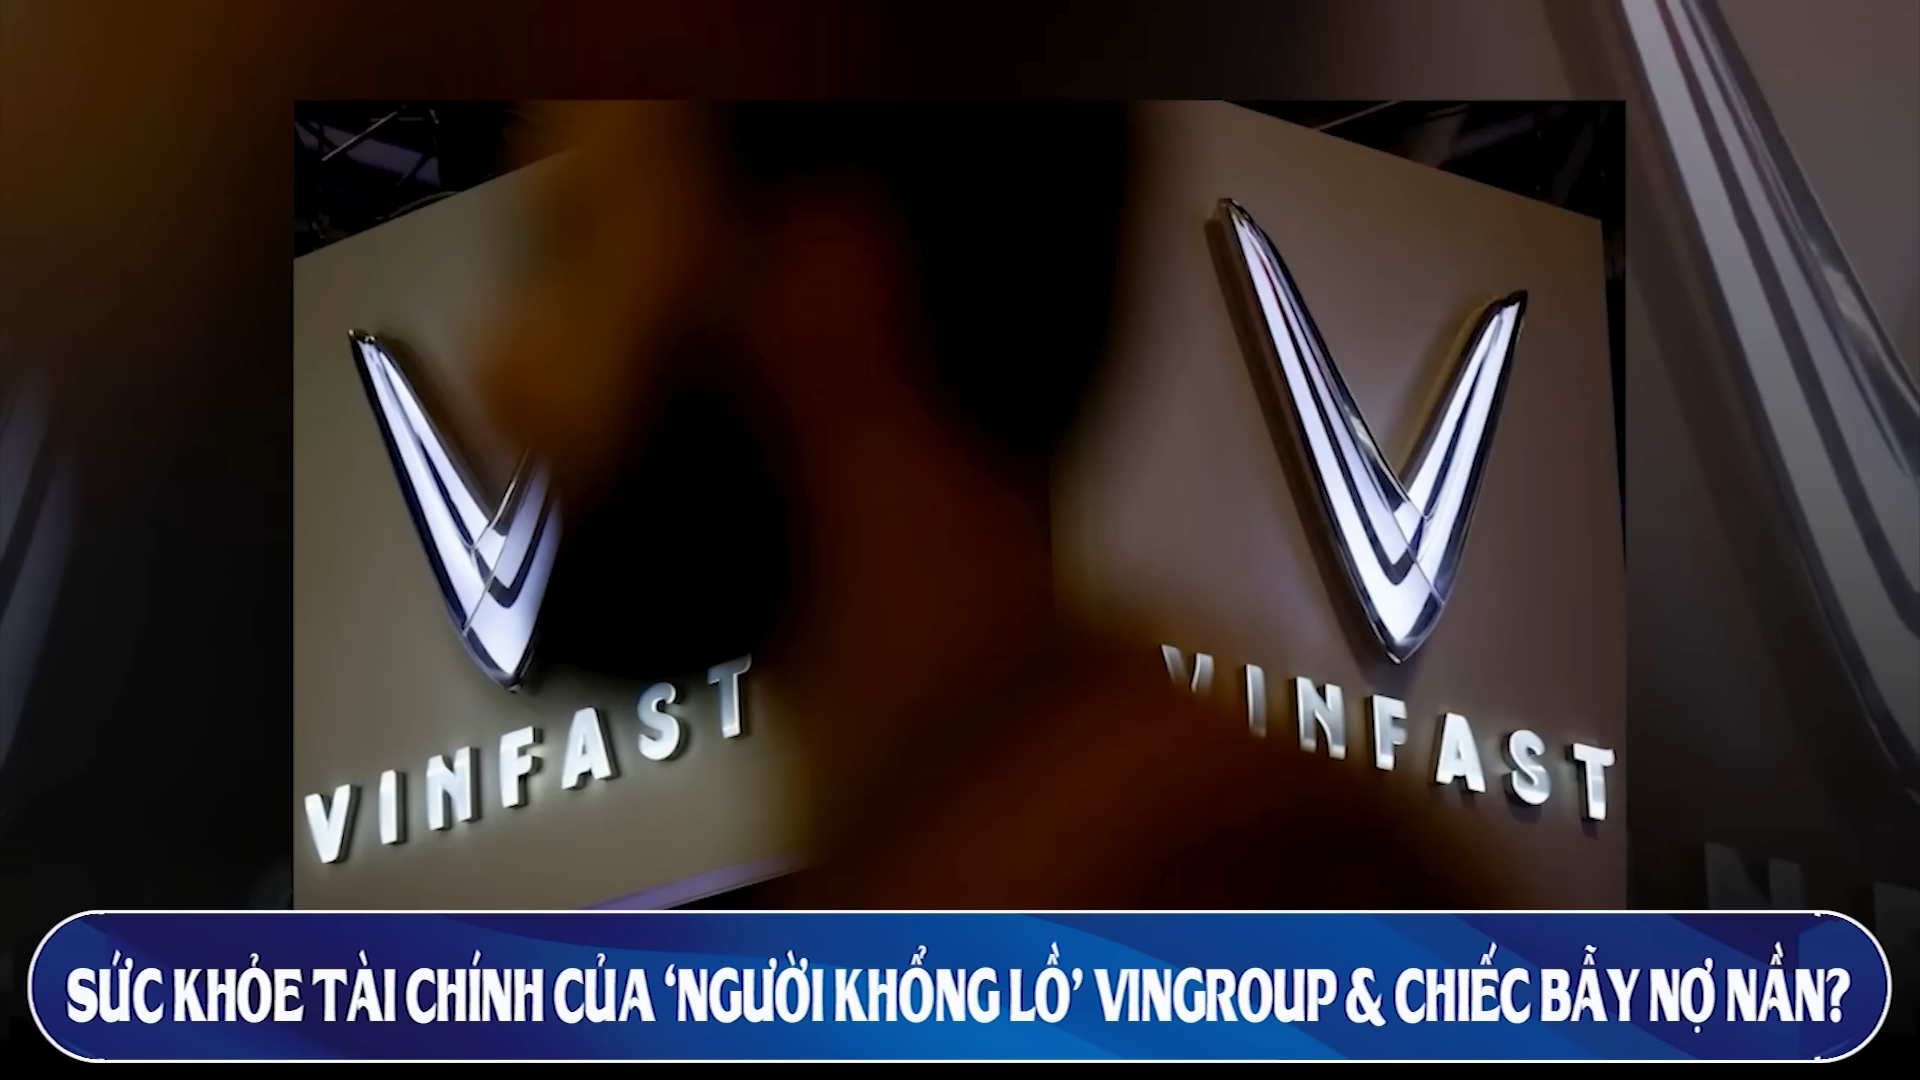 VINFAST
VINFAST
SỨC KHỎE TÀI CHÍNH CỦA ‘NGƯỜI KHỔNG LỒ’ VINGROUP & CHIẾC BẪY NỢ NẦN?